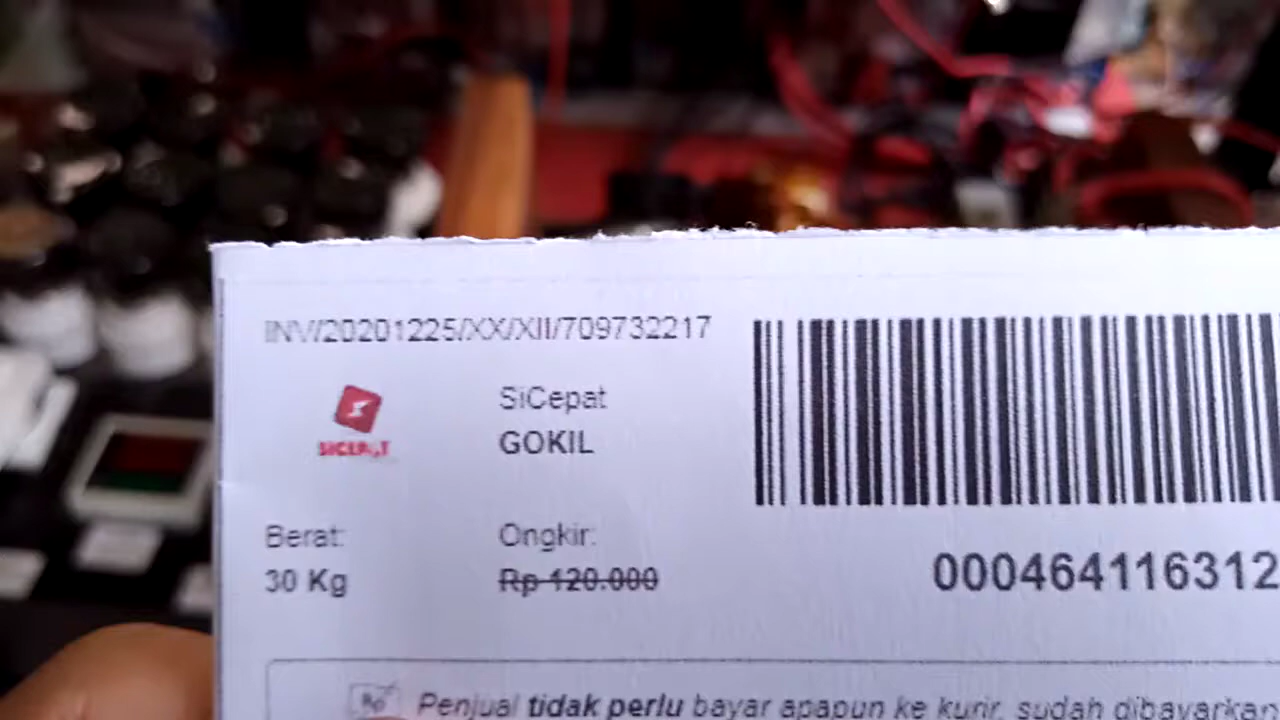 INV/20201225/XX/XII/709732217
SICEPAT
SiCepat
GOKIL
Berat:
30 Kg
Ongkir:
Rp 120.000
000464116312
Penjual tidak perlu bayar apapun ke kurir, sudah dibayarkan